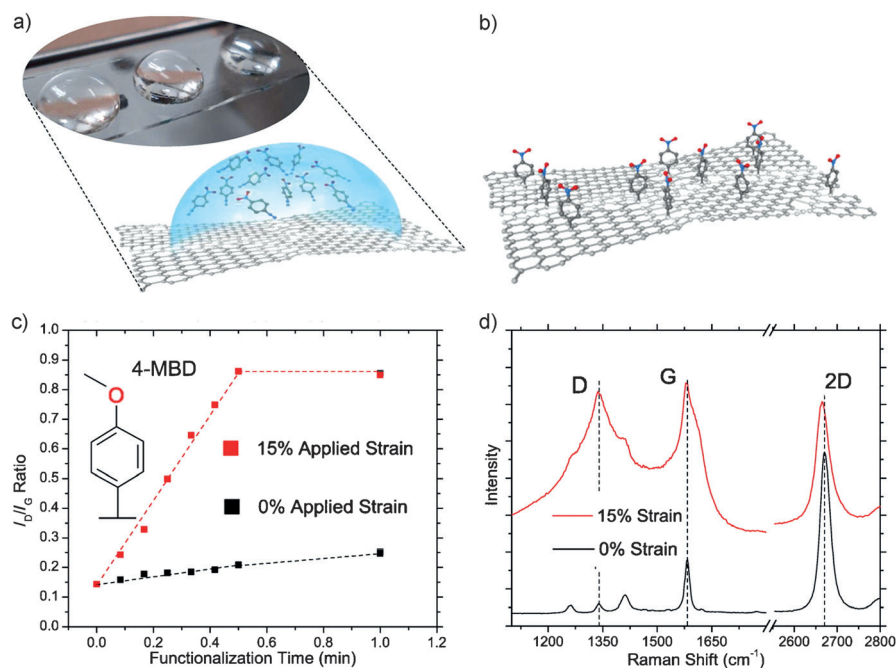 a)
b)
c)
1.0
0.9
0.8
0.7
0.6
0.5
0.4
0.3
0.2
0.1
0.0
I_D/I_G Ratio
4-MBD
O
15% Applied Strain
0% Applied Strain
0.0 0.2 0.4 0.6 0.8 1.0 1.2
Functionalization Time (min)
d)
D
G
2D
Intensity
15% Strain
0% Strain
1200 1350 1500 1650 2600 2700 2800
Raman Shift (cm⁻¹)